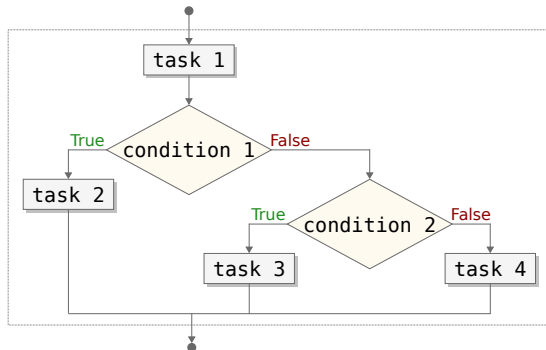 task 1
True
condition 1
False
task 2
True
condition 2
False
task 3
task 4